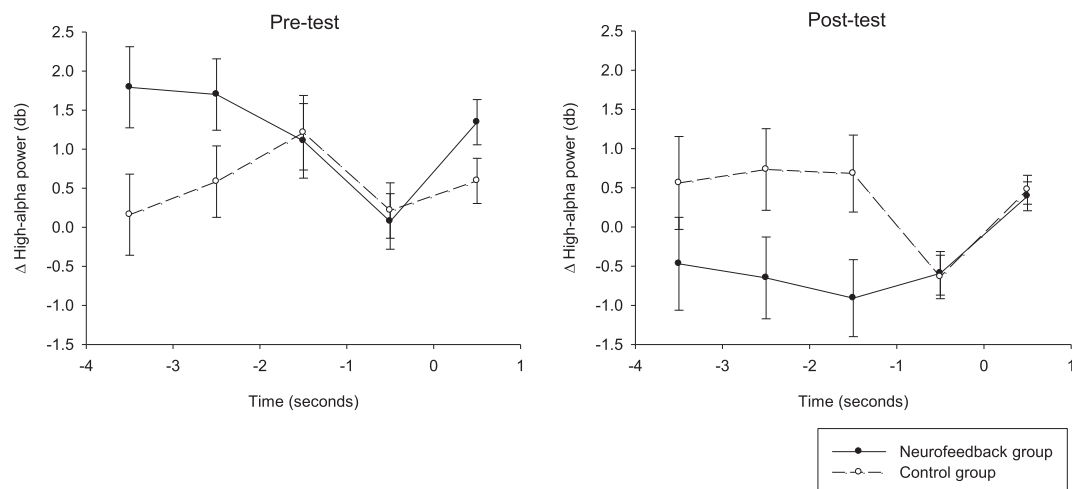 Pre-test
2.5
2.0
1.5
1.0
0.5
0.0
-0.5
-1.0
-1.5
-4 -3 -2 -1 0 1
Δ High-alpha power (db)
Time (seconds)
Post-test
2.5
2.0
1.5
1.0
0.5
0.0
-0.5
-1.0
-1.5
-4 -3 -2 -1 0 1
Δ High-alpha power (db)
Time (seconds)
Neurofeedback group
Control group